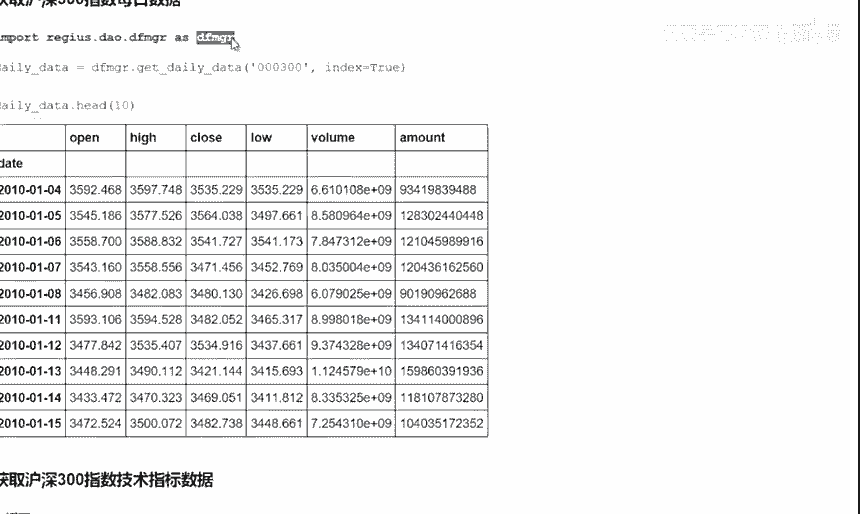 获取沪深300指数每日数据
import regius.dao.dfmgr as dfmgr
daily_data = dfmgr.get_daily_data('000300', index=True)
daily_data.head(10)
open high close low volume amount
date
2010-01-04 3592.468 3597.748 3535.229 3535.229 6.610108e+09 93419839488
2010-01-05 3545.186 3577.526 3564.038 3497.661 8.580964e+09 128302440448
2010-01-06 3558.700 3588.832 3541.727 3541.173 7.847312e+09 121045989916
2010-01-07 3543.160 3558.556 3471.456 3452.769 8.035004e+09 120436162560
2010-01-08 3456.908 3482.083 3480.130 3426.698 6.079025e+09 90190962688
2010-01-11 3593.106 3594.528 3482.052 3465.317 8.998018e+09 134114000896
2010-01-12 3477.842 3535.407 3534.916 3437.661 9.374328e+09 134071416354
2010-01-13 3448.291 3490.112 3421.144 3415.693 1.124579e+10 159860391936
2010-01-14 3433.472 3470.323 3469.051 3411.812 8.335325e+09 118107873280
2010-01-15 3472.524 3500.072 3482.738 3448.661 7.254310e+09 104035172352
获取沪深300指数技术指标数据